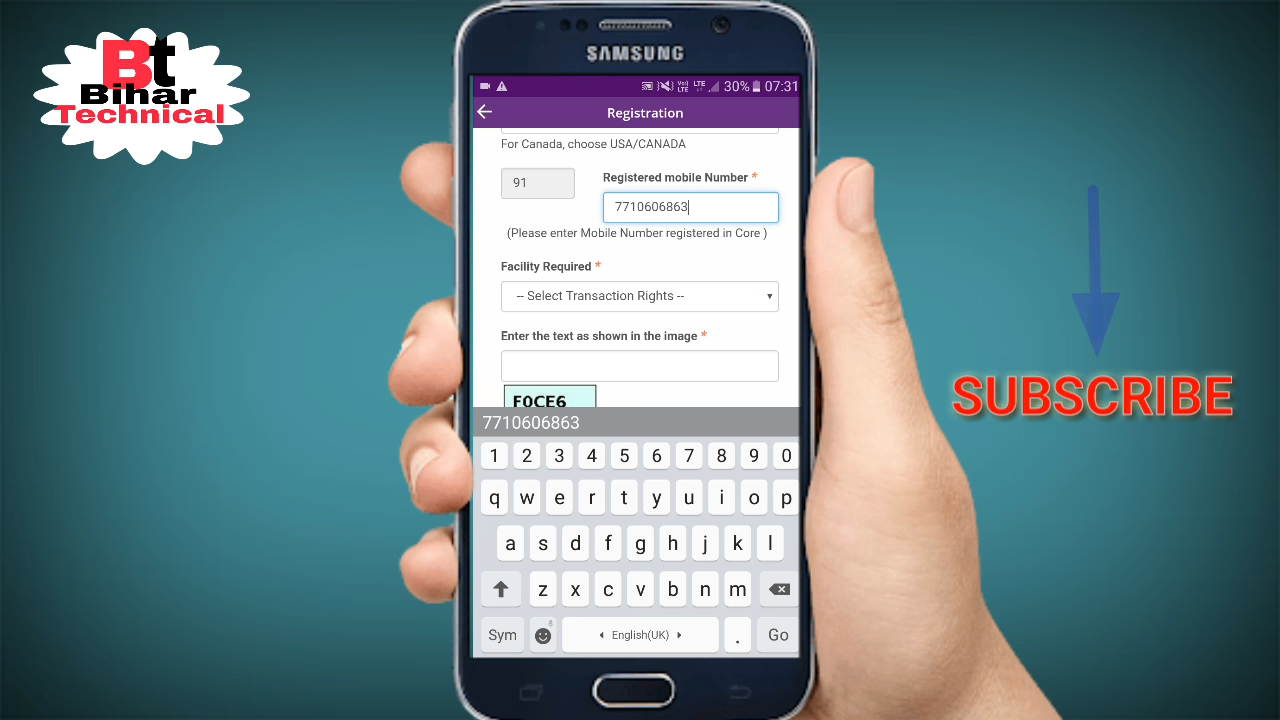 Bt
Bihar
Technical
SAMSUNG
VoLTE LTE 30% 07:31
Registration
For Canada, choose USA/CANADA
91
Registered mobile Number *
7710606863
(Please enter Mobile Number registered in Core )
Facility Required *
-- Select Transaction Rights --
Enter the text as shown in the image *
F0CE6
7710606863
1 2 3 4 5 6 7 8 9 0
q w e r t y u i o p
a s d f g h j k l
z x c v b n m
Sym English(UK) . Go
SUBSCRIBE